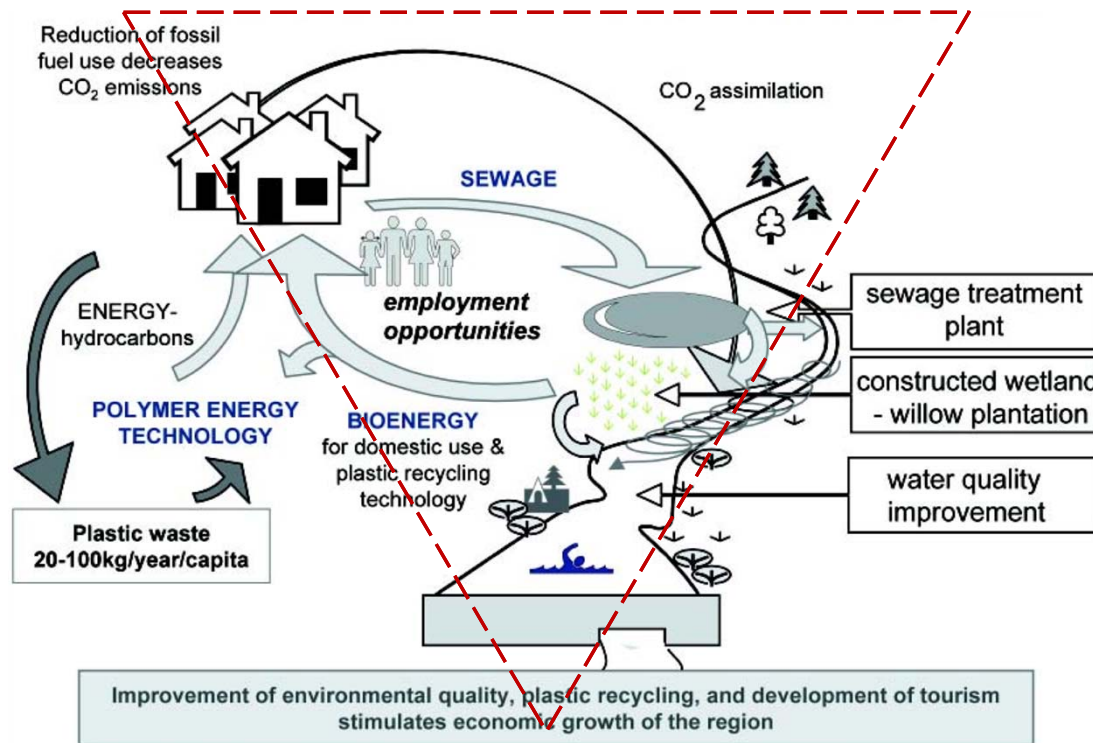 Reduction of fossil
fuel use decreases
CO₂ emissions
CO₂ assimilation
SEWAGE
employment
opportunities
ENERGY-
hydrocarbons
POLYMER ENERGY
TECHNOLOGY
BIOENERGY
for domestic use &
plastic recycling
technology
Plastic waste
20-100kg/year/capita
sewage treatment
plant
constructed wetland
- willow plantation
water quality
improvement
Improvement of environmental quality, plastic recycling, and development of tourism
stimulates economic growth of the region